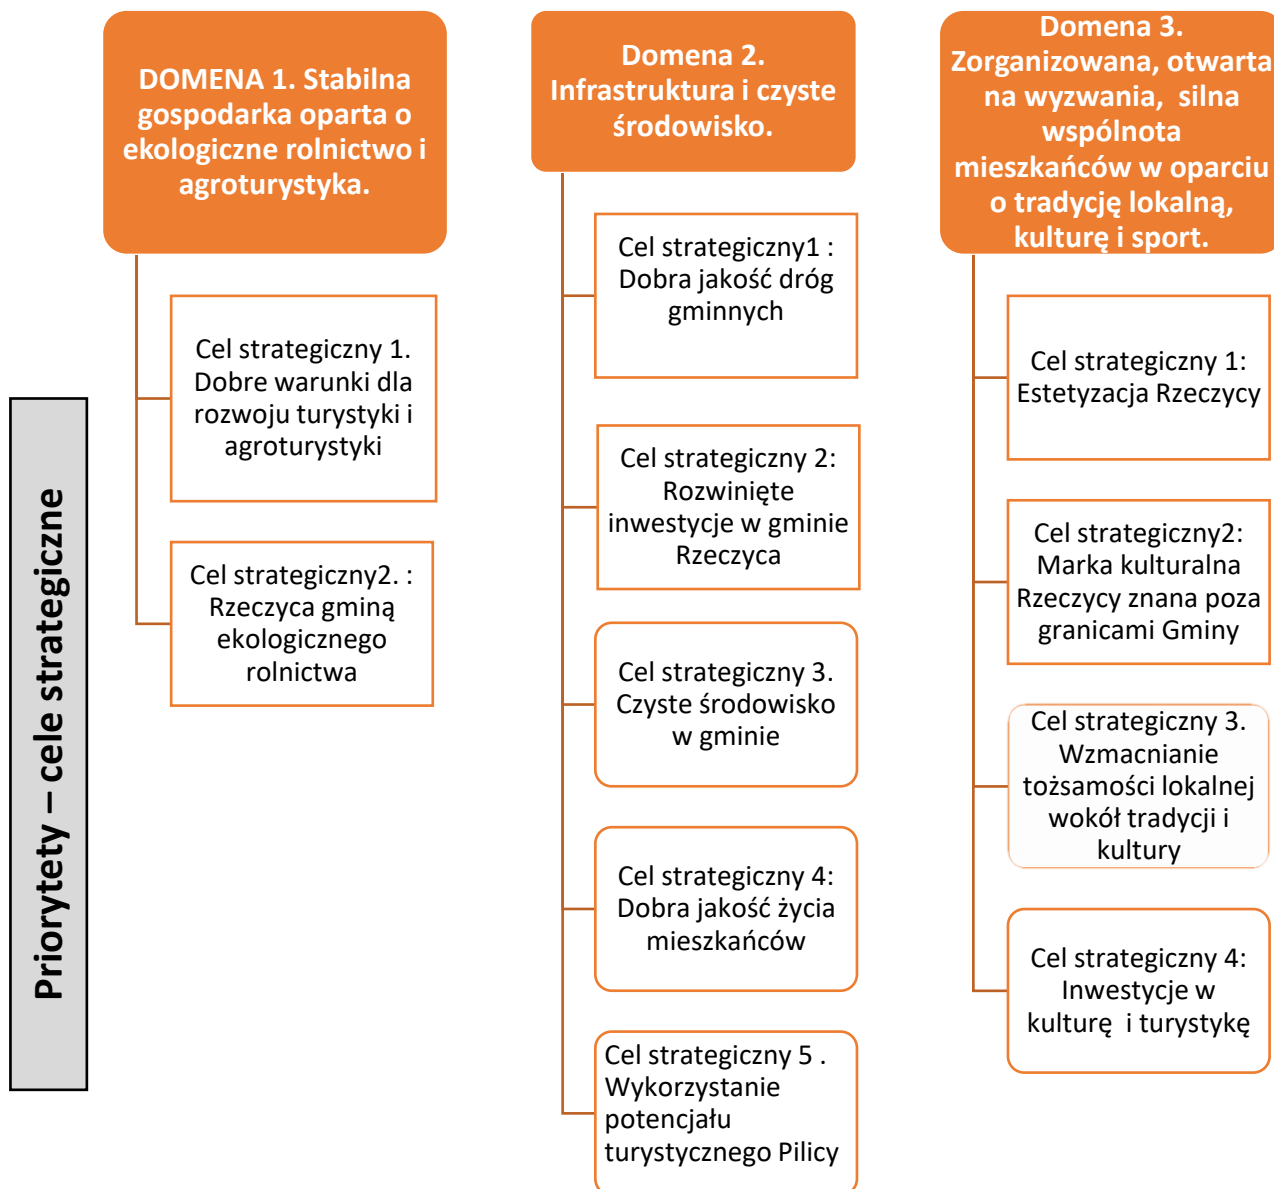 Priorytety – cele strategiczne
DOMENA 1. Stabilna
gospodarka oparta o
ekologiczne rolnictwo i
agroturystyka.
Cel strategiczny 1.
Dobre warunki dla
rozwoju turystyki i
agroturystyki
Cel strategiczny2. :
Rzeczyca gminą
ekologicznego
rolnictwa
Domena 2.
Infrastruktura i czyste
środowisko.
Cel strategiczny1 :
Dobra jakość dróg
gminnych
Cel strategiczny 2:
Rozwinięte
inwestycje w gminie
Rzeczyca
Cel strategiczny 3.
Czyste środowisko
w gminie
Cel strategiczny 4:
Dobra jakość życia
mieszkańców
Cel strategiczny 5 .
Wykorzystanie
potencjału
turystycznego Pilicy
Domena 3.
Zorganizowana, otwarta
na wyzwania,  silna
wspólnota
mieszkańców w oparciu
o tradycję lokalną,
kulturę i sport.
Cel strategiczny 1:
Estetyzacja Rzeczycy
Cel strategiczny2:
Marka kulturalna
Rzeczycy znana poza
granicami Gminy
Cel strategiczny 3.
Wzmacnianie
tożsamości lokalnej
wokół tradycji i
kultury
Cel strategiczny 4:
Inwestycje w
kulturę  i turystykę